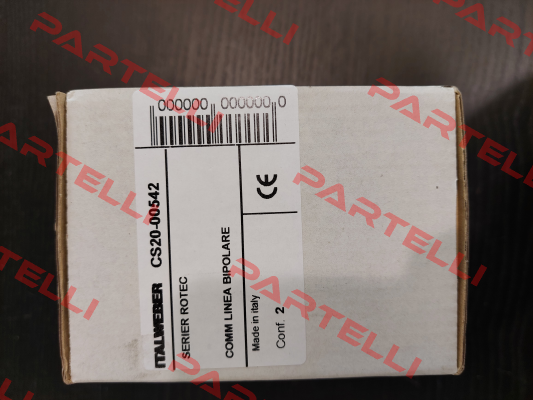 000000 000000 0
ITALWEBER CS20-00542
SERIER ROTEC
COMM LINEA BIPOLARE
CE
Made in italy
Conf. 2
PARTELLI
PARTELLI
PARTELLI
PARTELLI
PARTELLI
PARTELLI